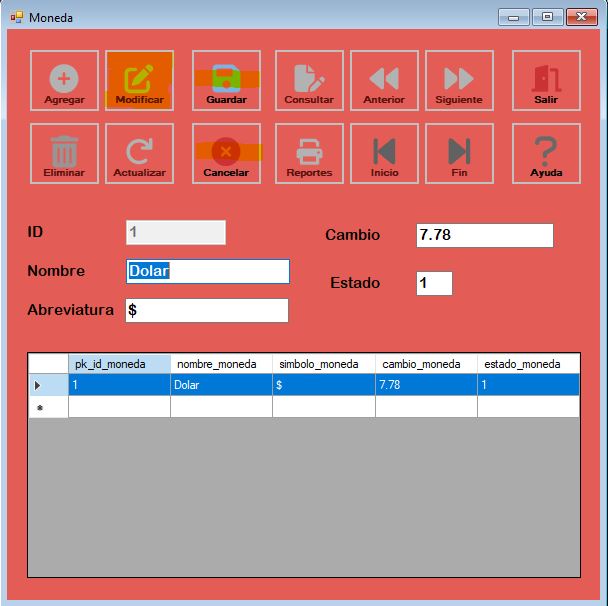 Moneda
Agregar Modificar Guardar Consultar Anterior Siguiente Salir
Eliminar Actualizar Cancelar Reportes Inicio Fin Ayuda
ID 1 Cambio 7.78
Nombre Dolar Estado 1
Abreviatura $
pk_id_moneda nombre_moneda simbolo_moneda cambio_moneda estado_moneda
1 Dolar $ 7.78 1
*